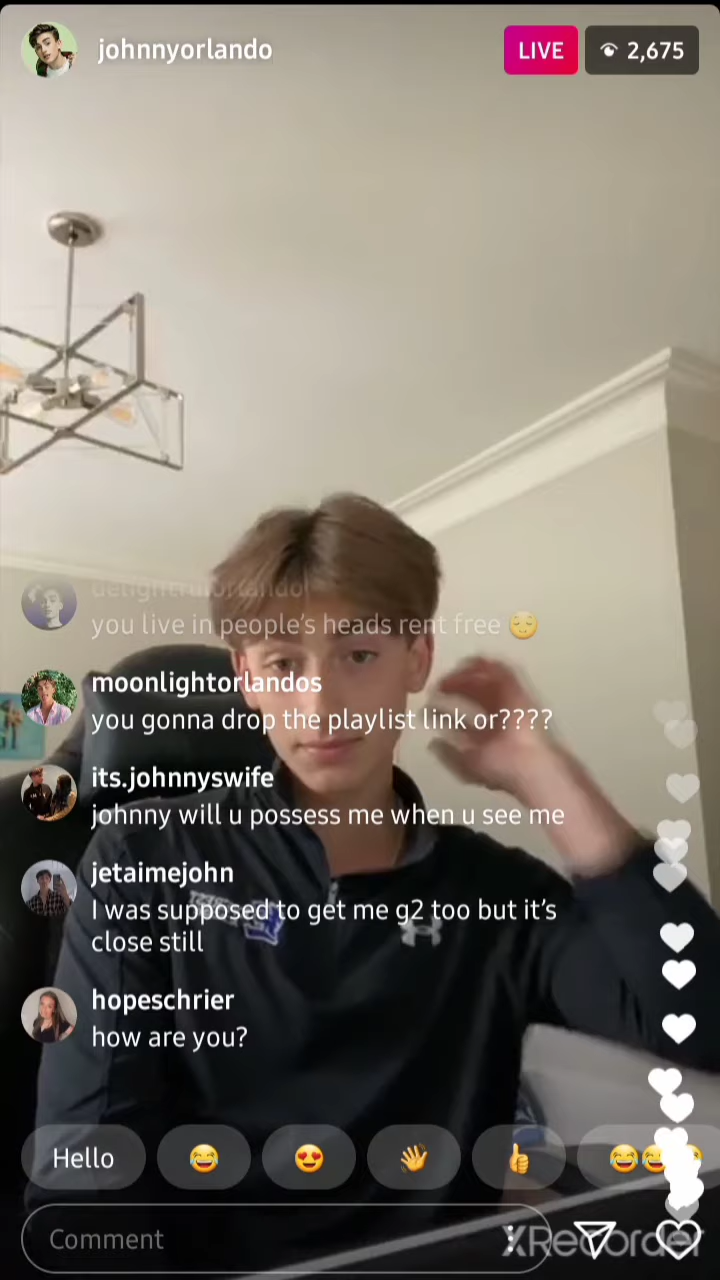 johnnyorlando
LIVE
2,675
delightfulorlando
you live in people's heads rent free 😌
moonlightorlandos
you gonna drop the playlist link or????
its.johnnyswife
johnny will u possess me when u see me
jetaimejohn
I was supposed to get me g2 too but it's
close still
hopeschrier
how are you?
Hello
Comment
XRecorder